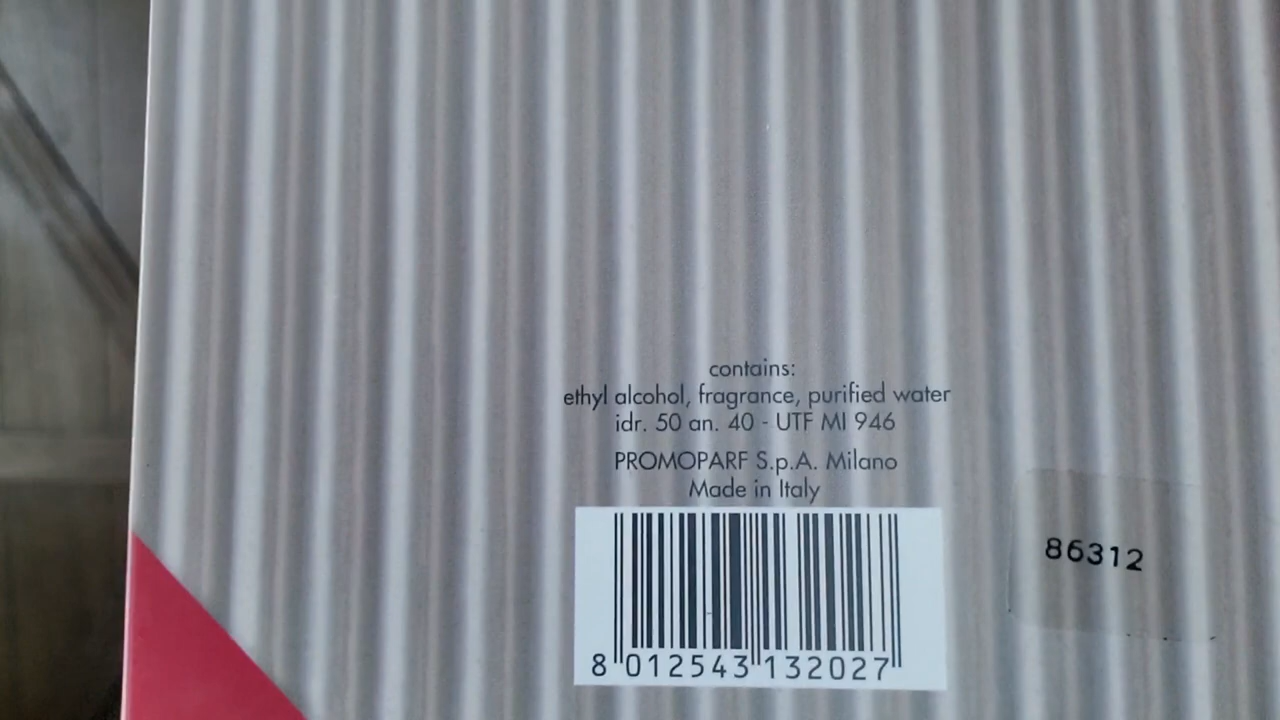 contains:
ethyl alcohol, fragrance, purified water
idr. 50 an. 40 - UTF MI 946
PROMOPARF S.p.A. Milano
Made in Italy
86312
8 012543 132027